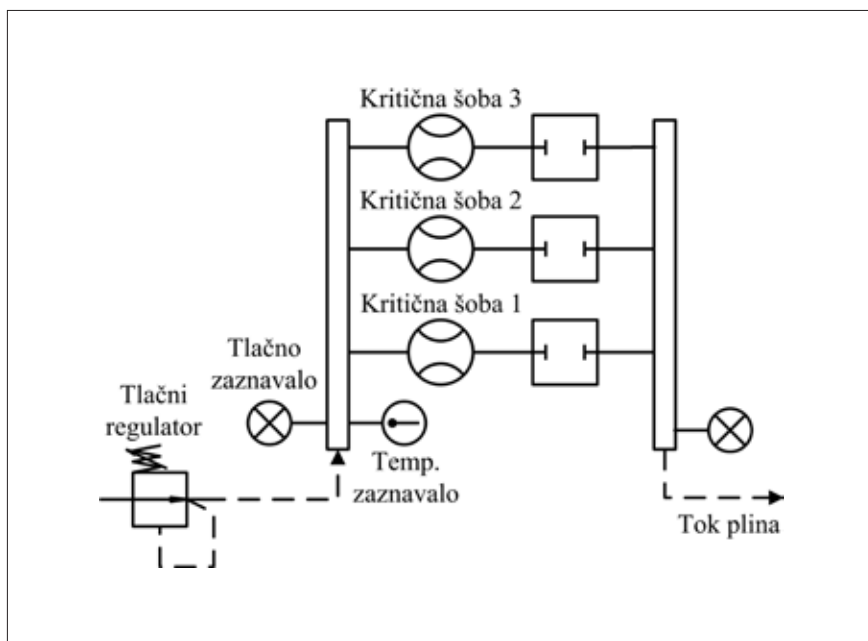 Kritična šoba 3
Kritična šoba 2
Kritična šoba 1
Tlačno
zaznavalo
Tlačni
regulator
Temp.
zaznavalo
Tok plina